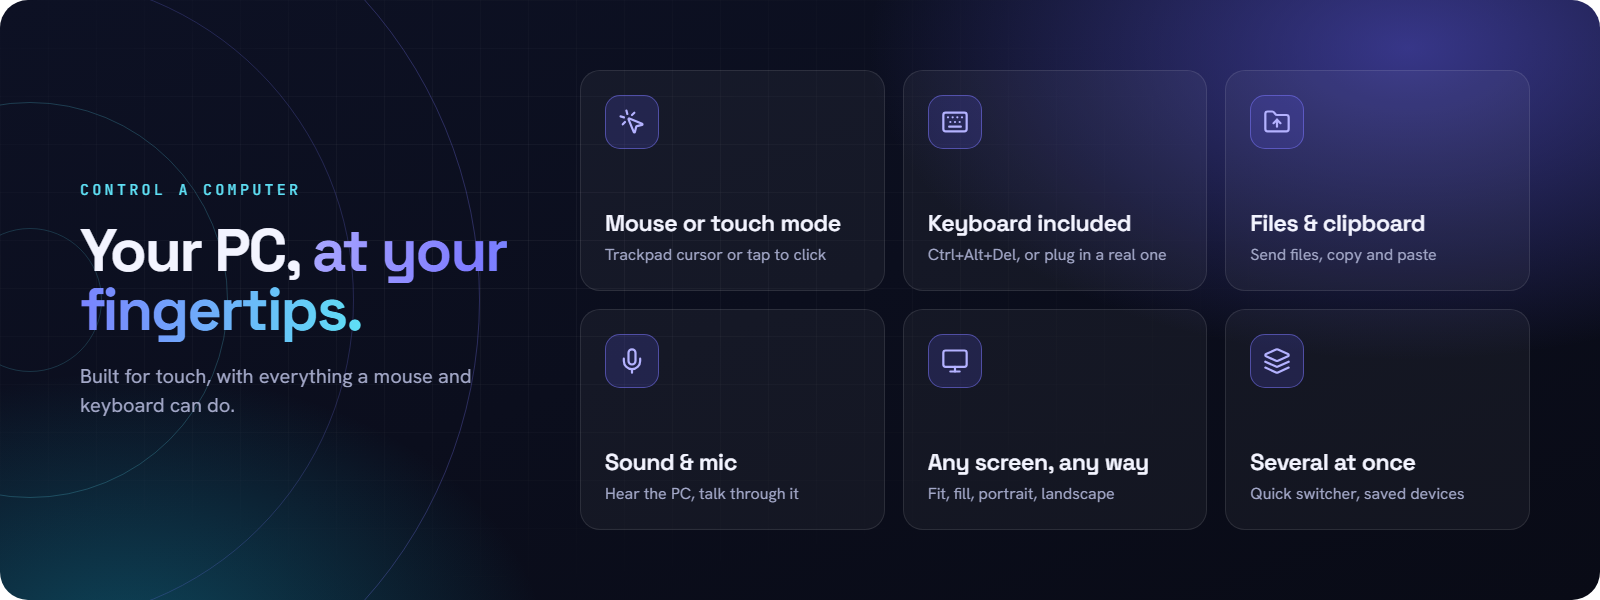 CONTROL A COMPUTER
Your PC, at your
fingertips.
Built for touch, with everything a mouse and
keyboard can do.
Mouse or touch mode
Trackpad cursor or tap to click
Keyboard included
Ctrl+Alt+Del, or plug in a real one
Files & clipboard
Send files, copy and paste
Sound & mic
Hear the PC, talk through it
Any screen, any way
Fit, fill, portrait, landscape
Several at once
Quick switcher, saved devices